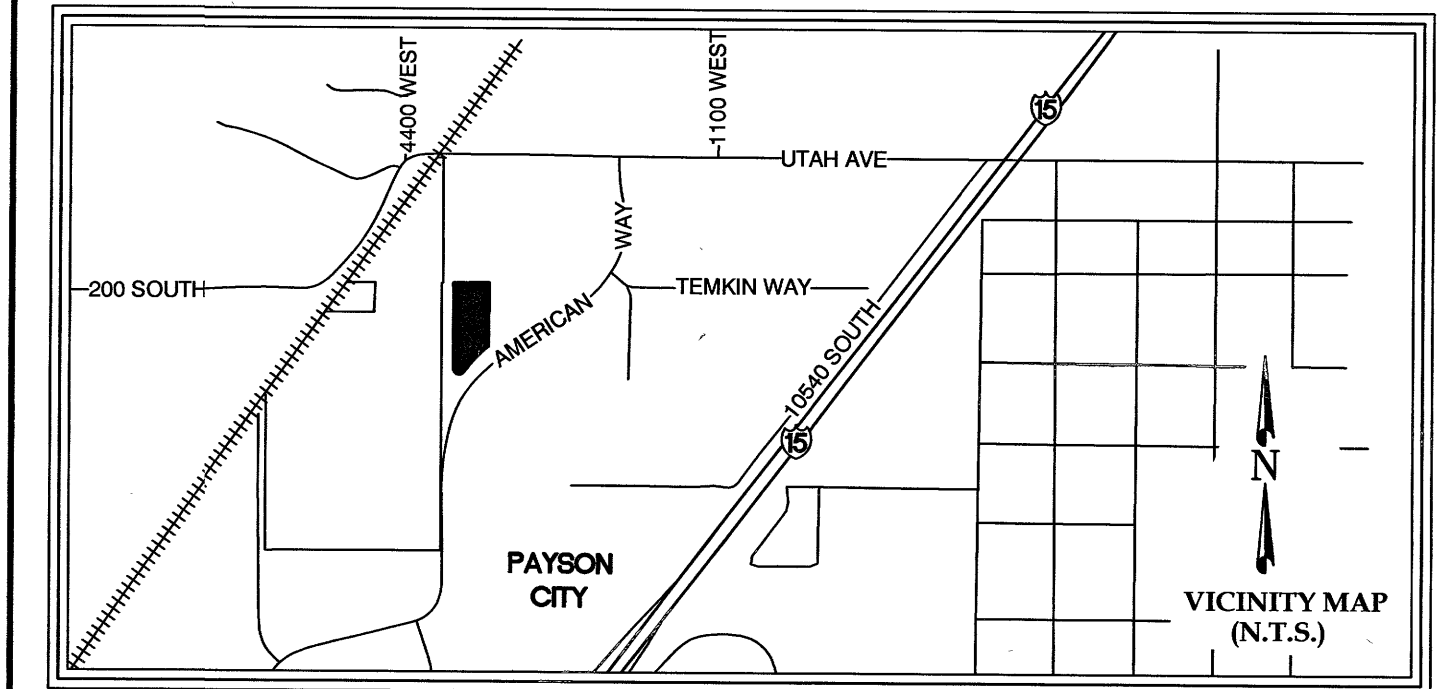 4400 WEST
1100 WEST
15
UTAH AVE
WAY
200 SOUTH
TEMKIN WAY
AMERICAN
10540 SOUTH
15
N
PAYSON
CITY
VICINITY MAP
(N.T.S.)